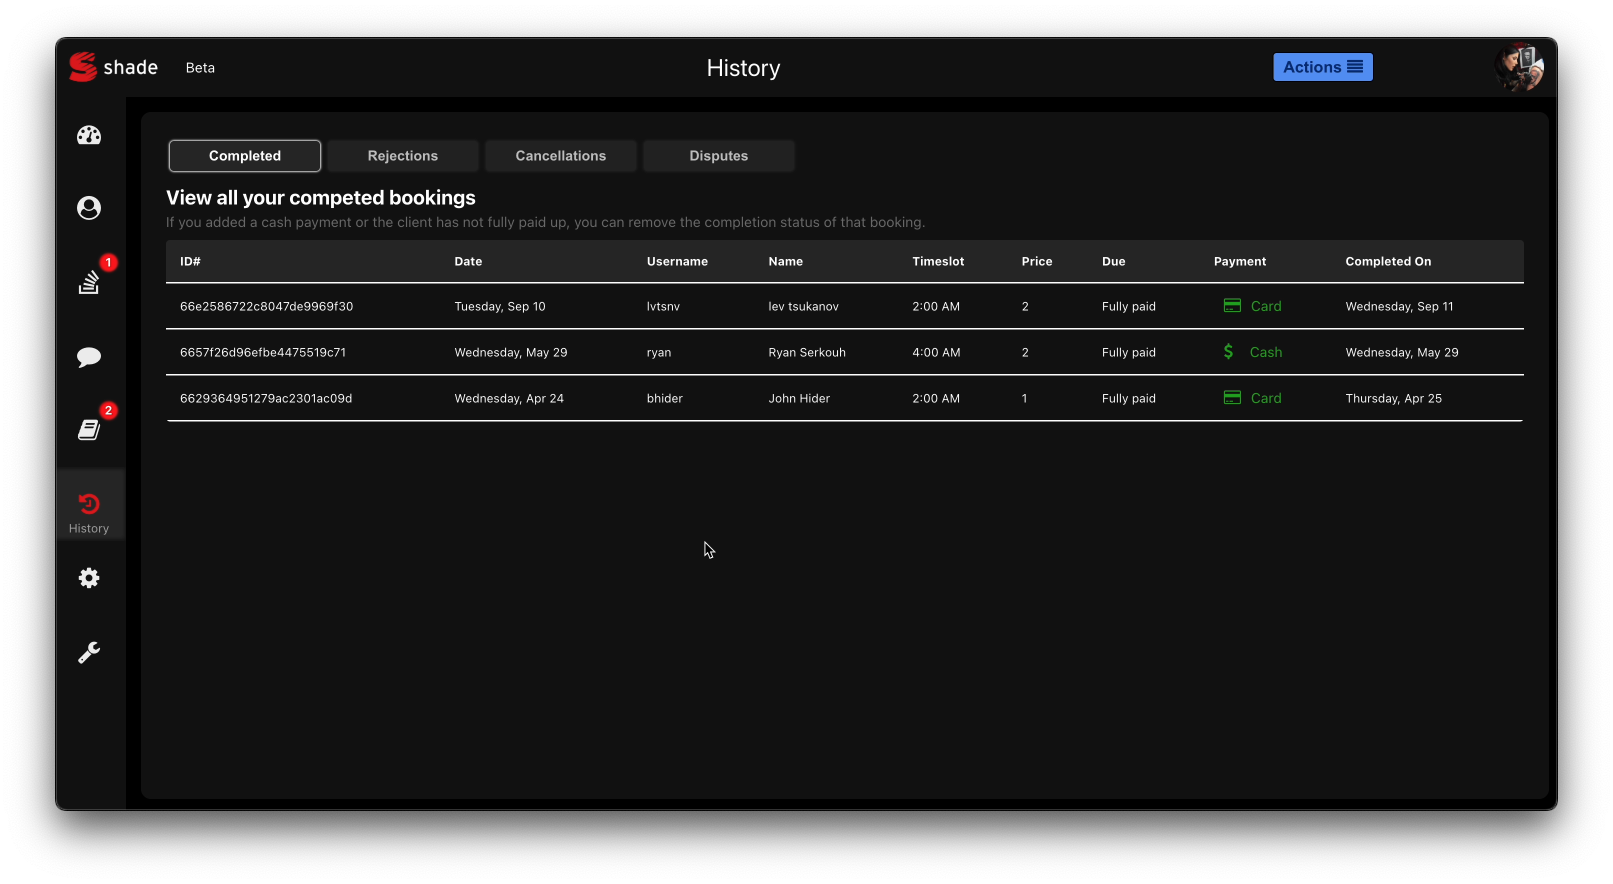 shade Beta History Actions
Completed Rejections Cancellations Disputes
View all your competed bookings
If you added a cash payment or the client has not fully paid up, you can remove the completion status of that booking.
ID# Date Username Name Timeslot Price Due Payment Completed On
66e2586722c8047de9969f30 Tuesday, Sep 10 lvtsnv lev tsukanov 2:00 AM 2 Fully paid Card Wednesday, Sep 11
6657f26d96efbe4475519c71 Wednesday, May 29 ryan Ryan Serkouh 4:00 AM 2 Fully paid $ Cash Wednesday, May 29
6629364951279ac2301ac09d Wednesday, Apr 24 bhider John Hider 2:00 AM 1 Fully paid Card Thursday, Apr 25
1
2
History